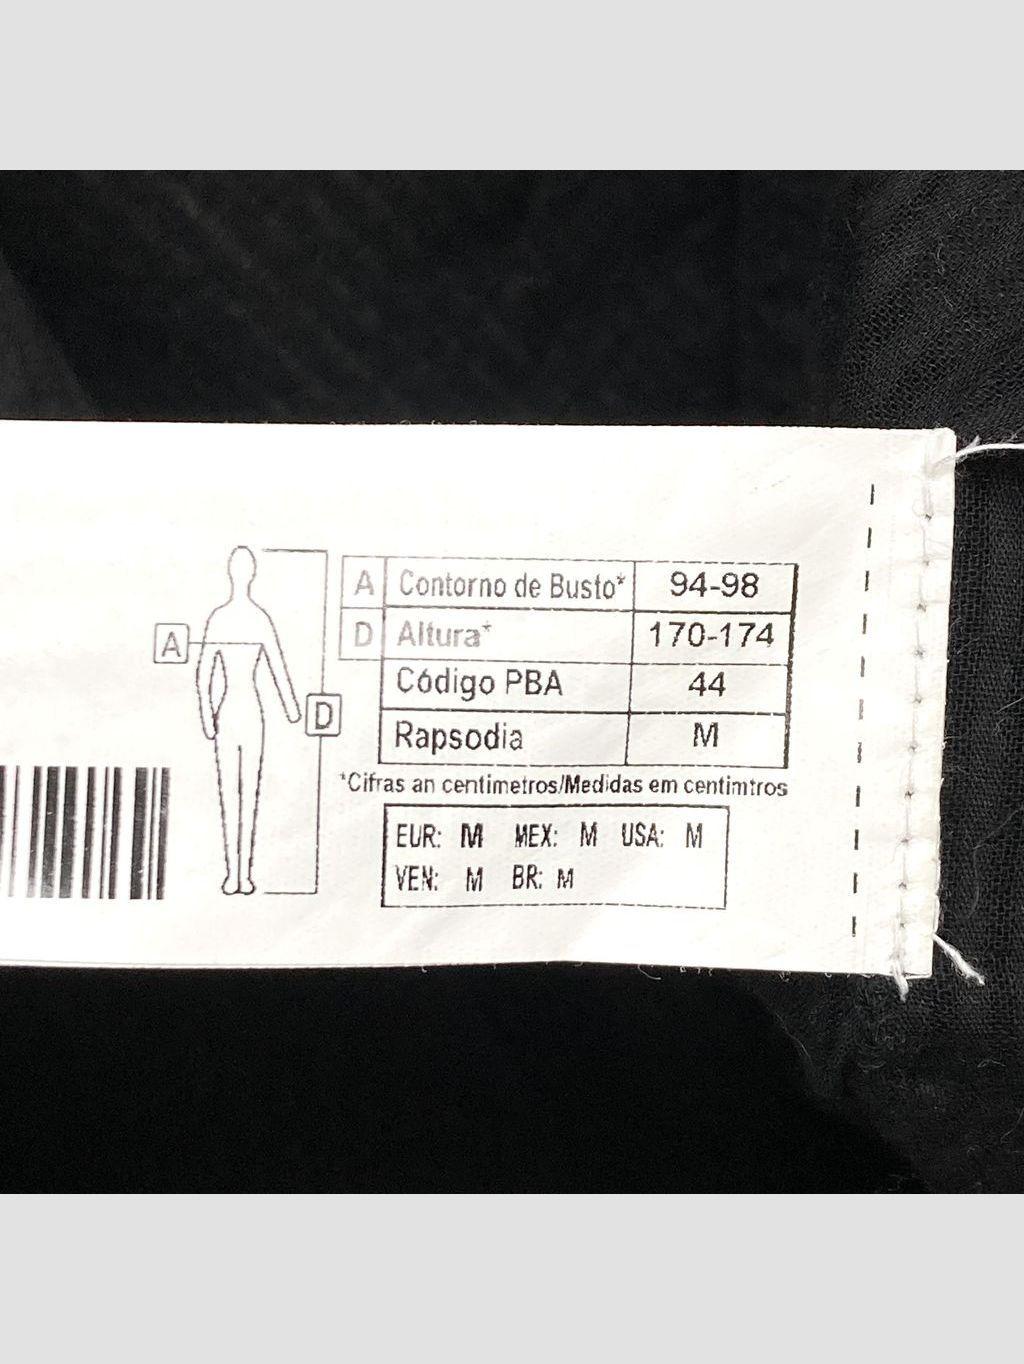 A Contorno de Busto* 94-98
D Altura* 170-174
Código PBA 44
Rapsodia M
*Cifras an centimetros/Medidas em centimtros
EUR: M MEX: M USA: M
VEN: M BR: M
A
D